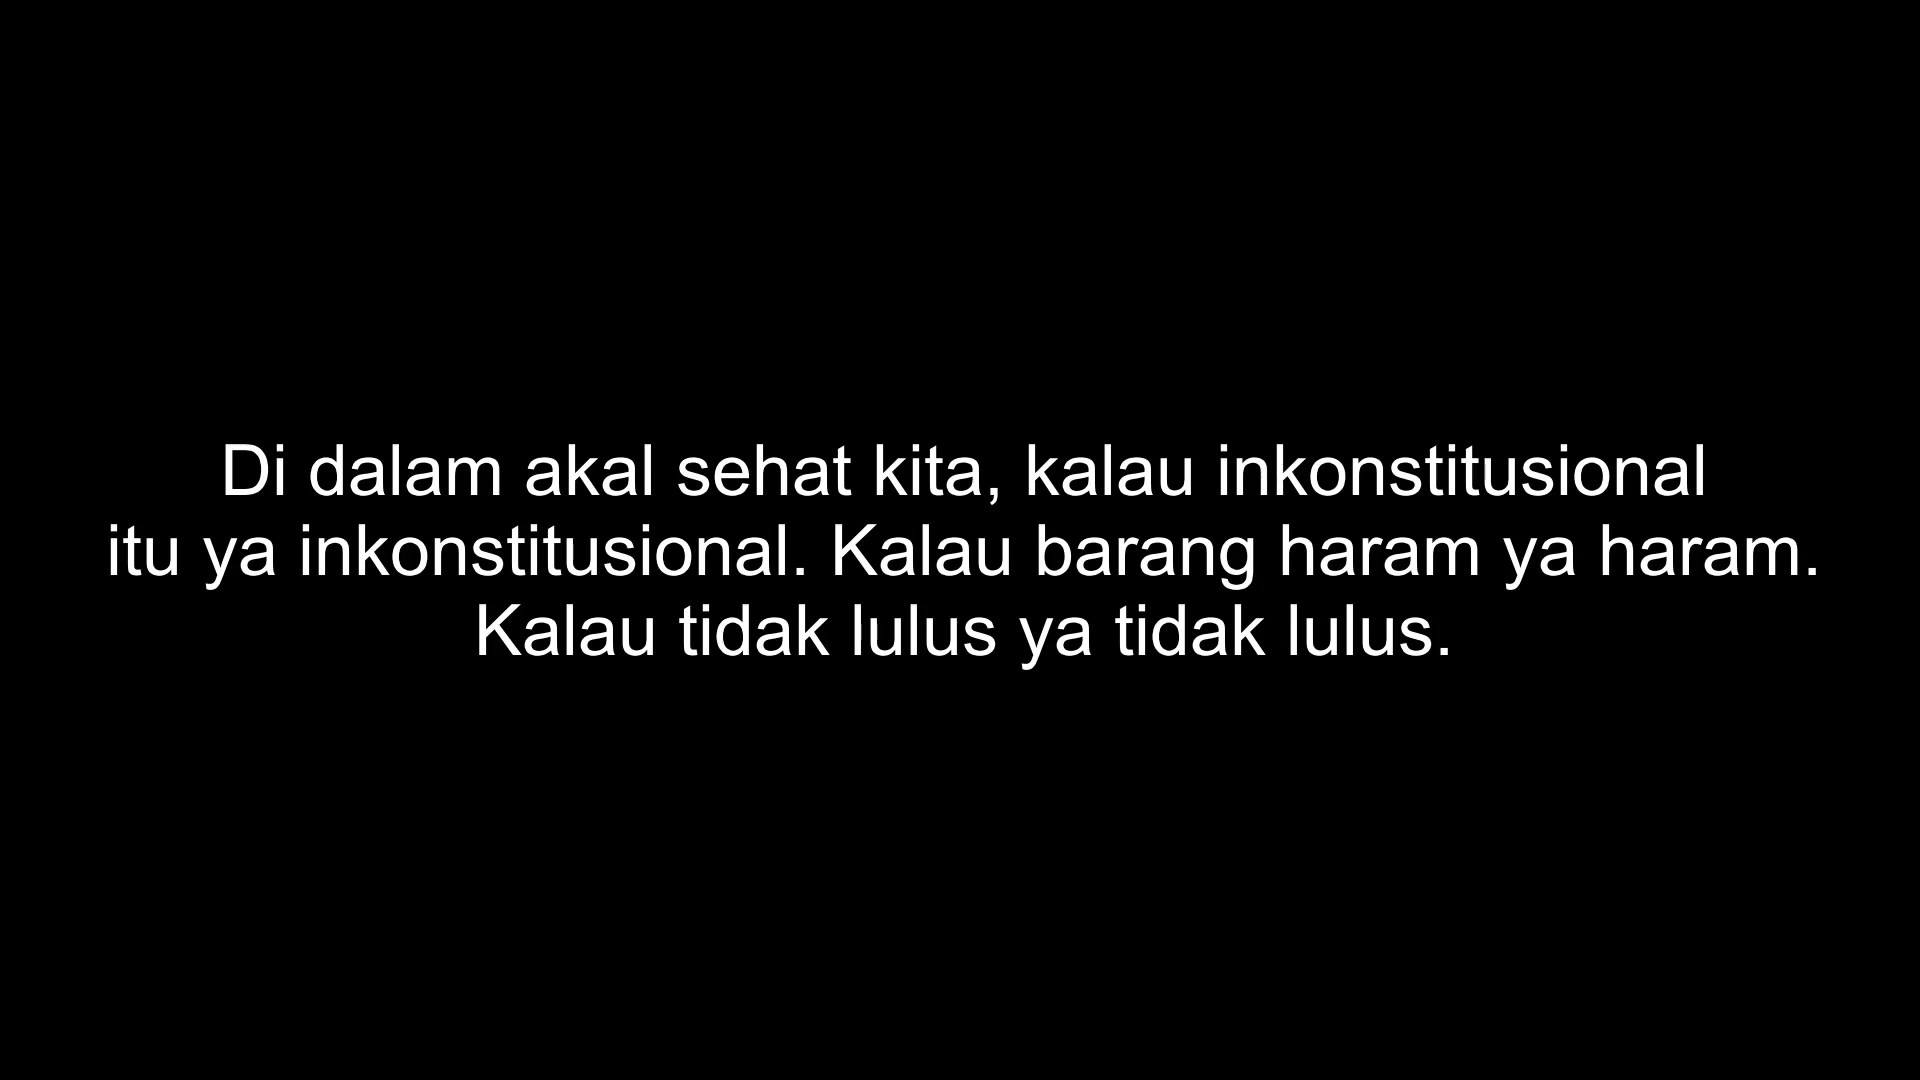 Di dalam akal sehat kita, kalau inkonstitusional
itu ya inkonstitusional. Kalau barang haram ya haram.
Kalau tidak lulus ya tidak lulus.